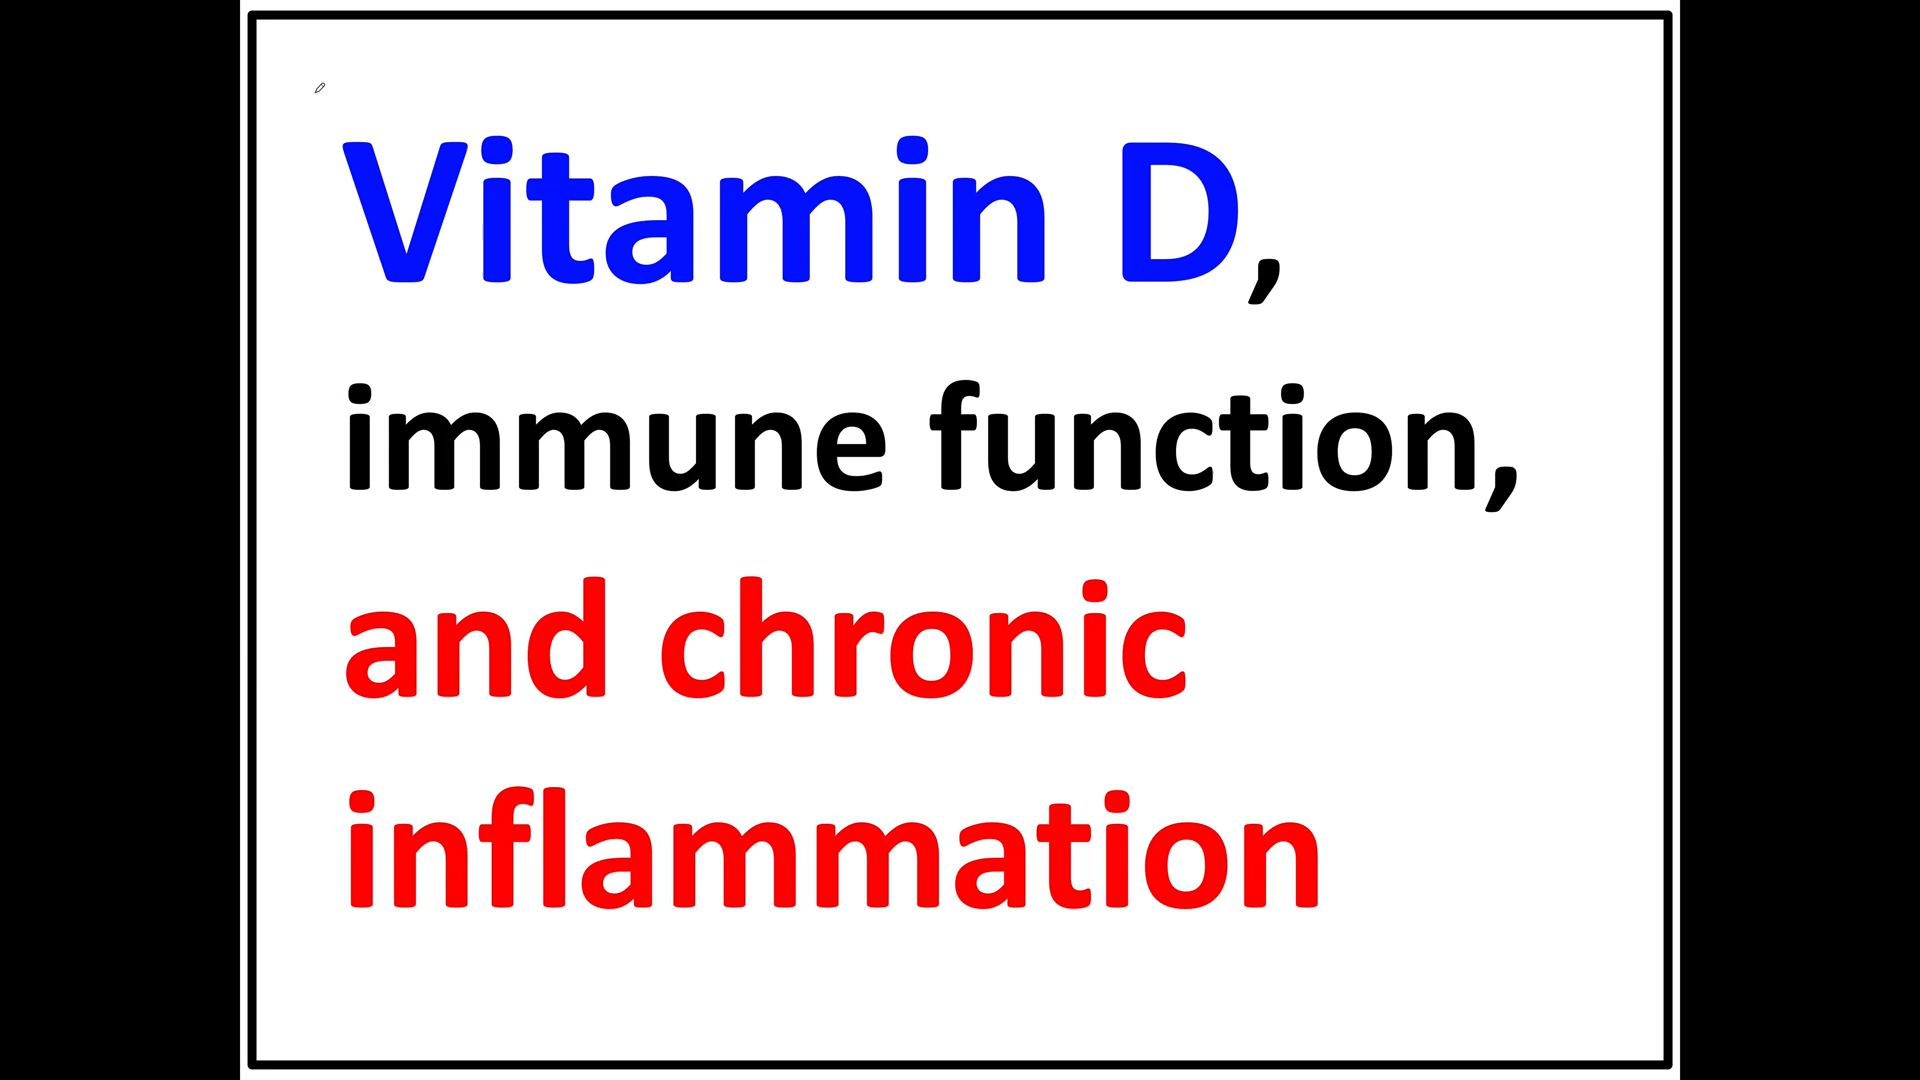 Vitamin D,
immune function,
and chronic
inflammation